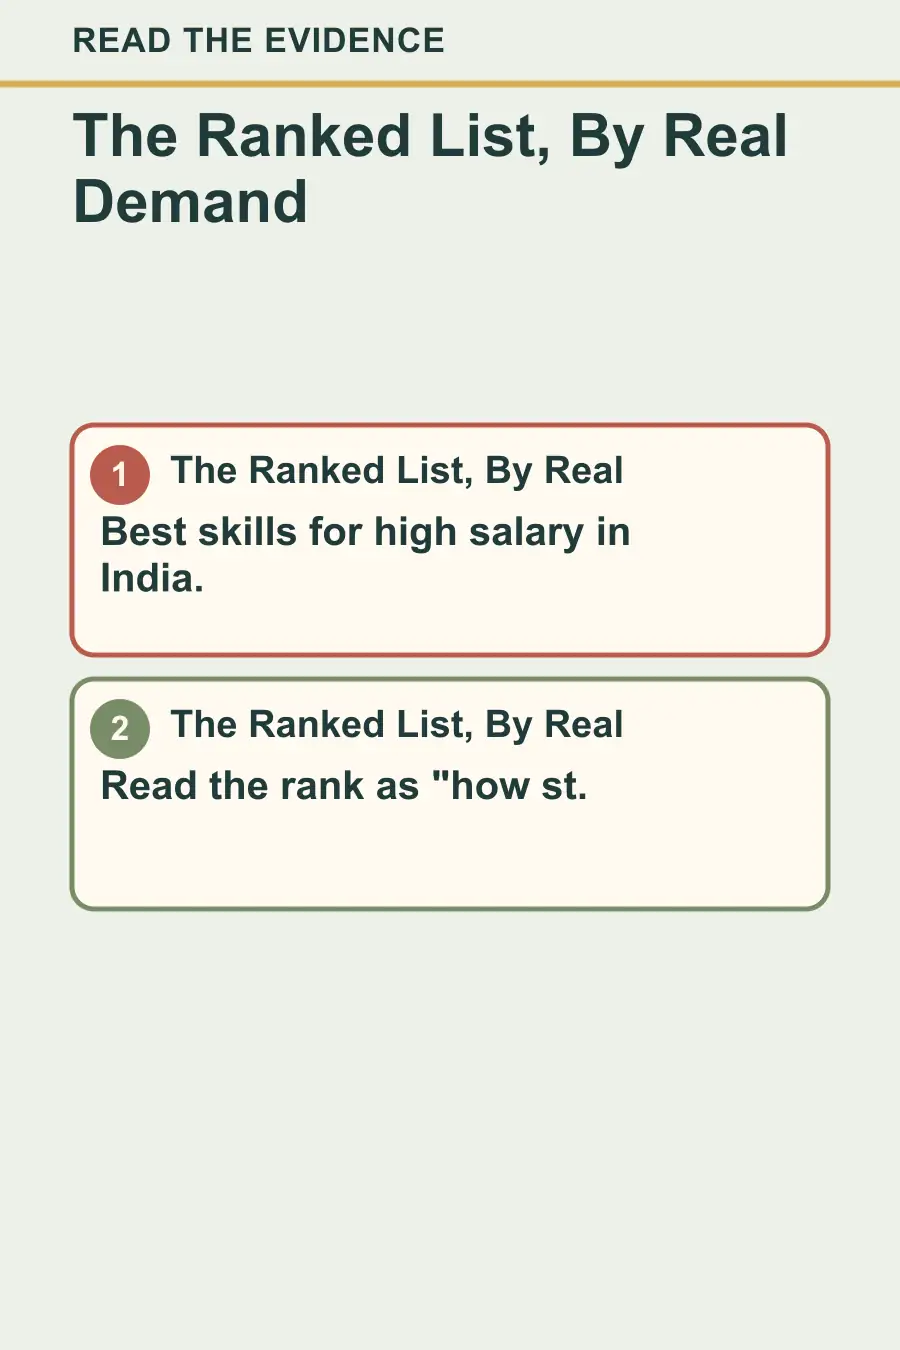 READ THE EVIDENCE
The Ranked List, By Real
Demand
1 The Ranked List, By Real
Best skills for high salary in
India.
2 The Ranked List, By Real
Read the rank as "how st.